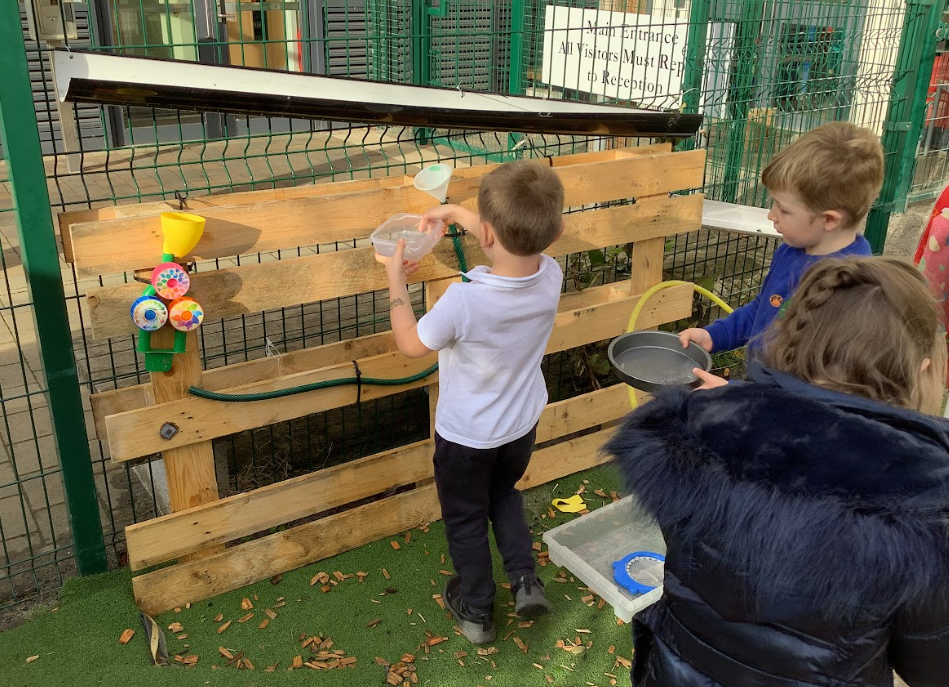 Main Entrance
All Visitors Must Rep
to Reception